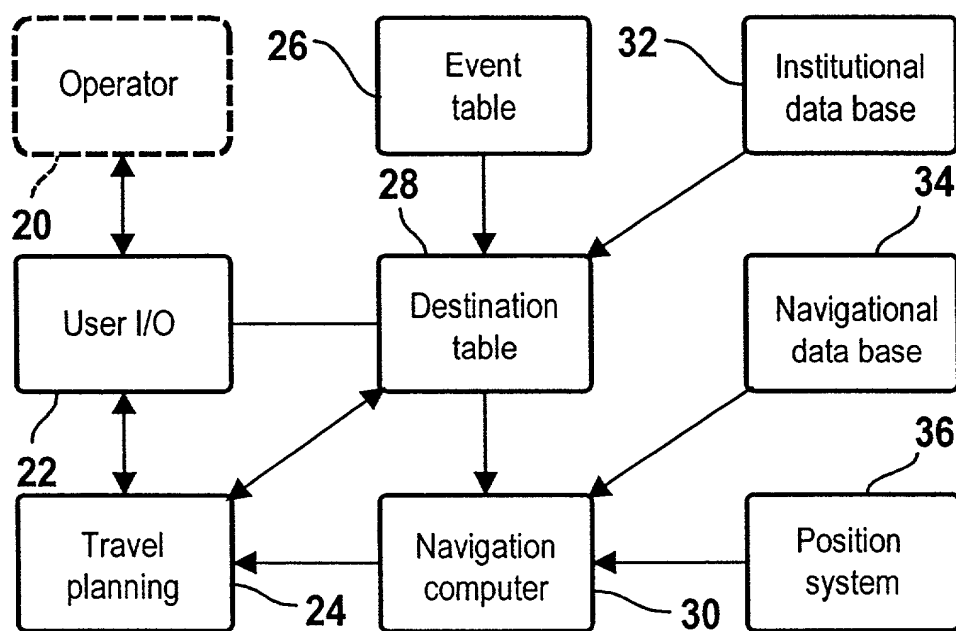 26
32
Operator
Event
table
Institutional
data base
20
28
34
User I/O
Destination
table
Navigational
data base
22
36
Travel
planning
Navigation
computer
Position
system
24
30